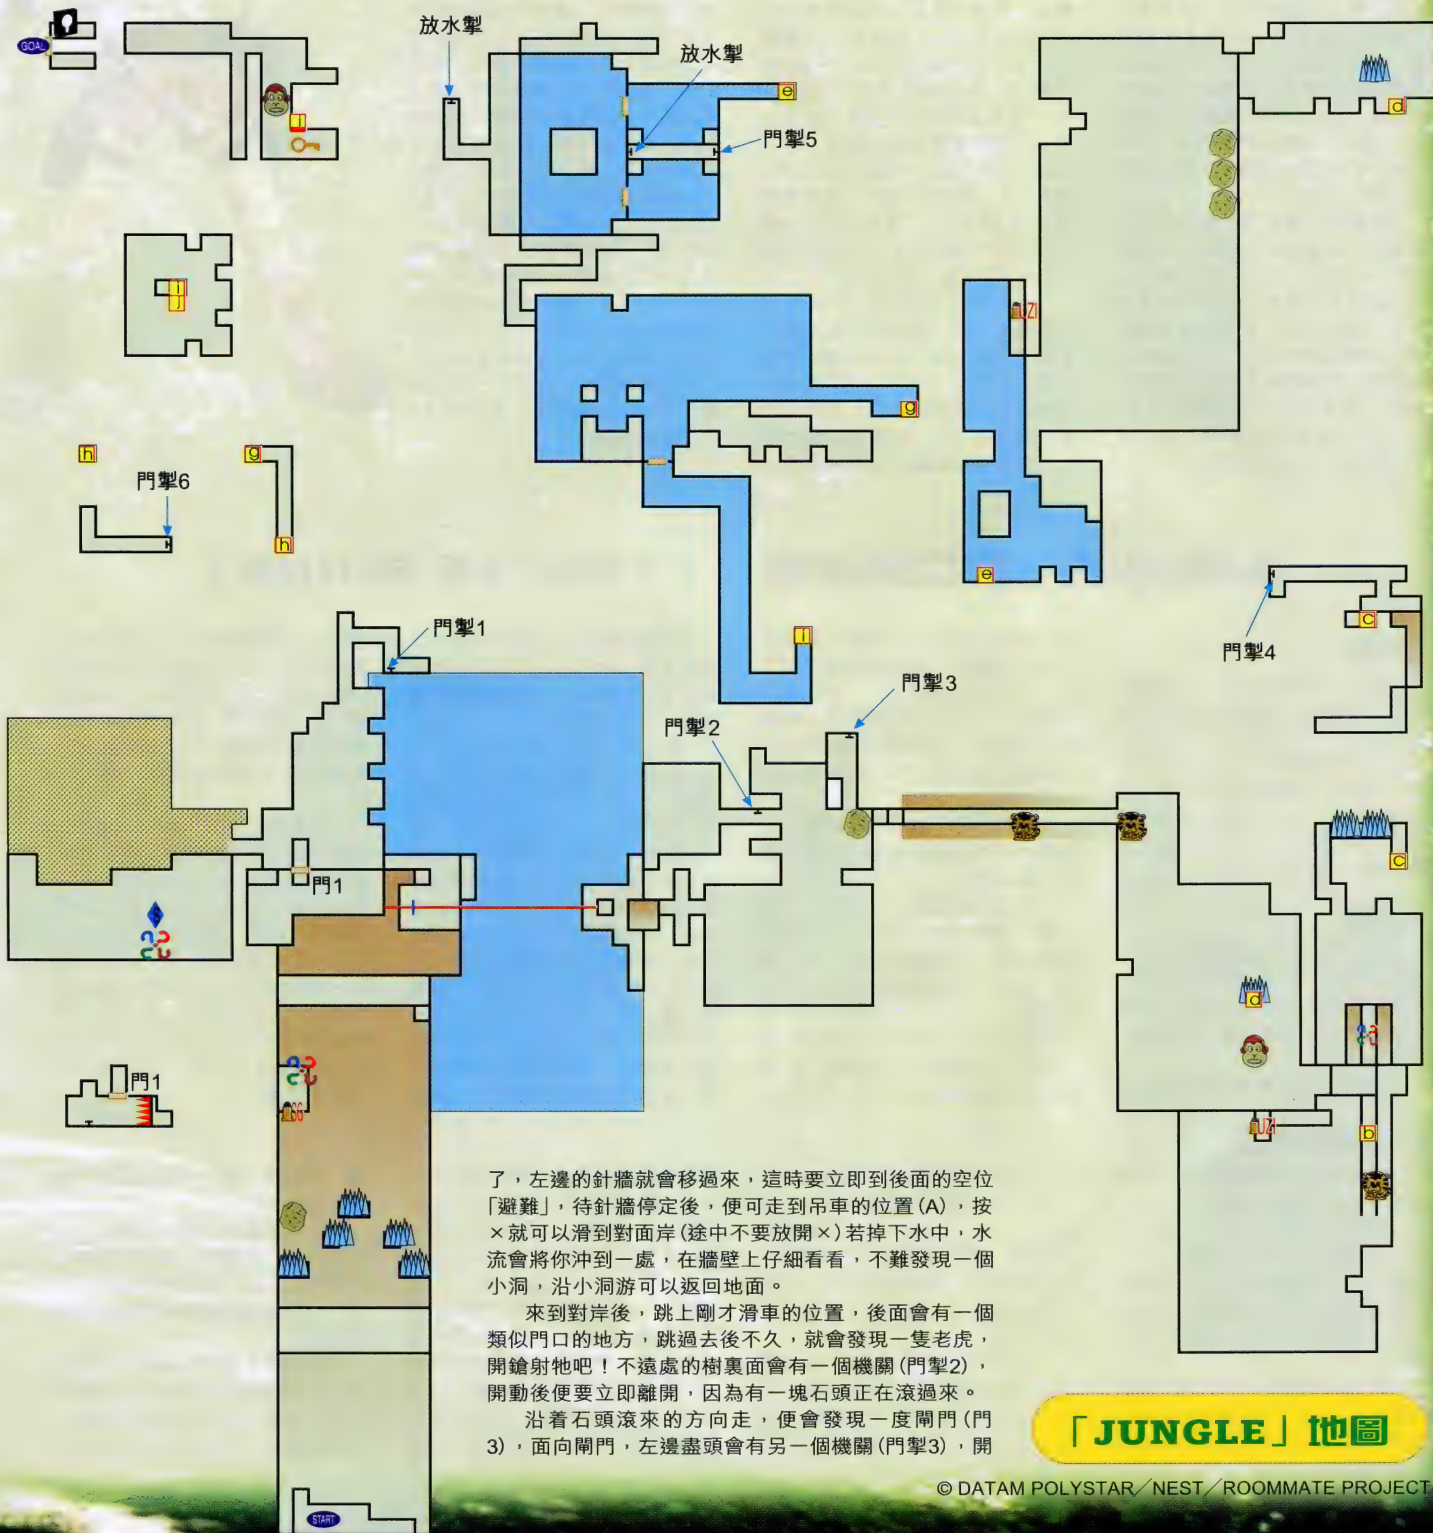 GOAL
放水掣
放水掣
e
門掣5
d
j
UZI
i
j
g
h
g
門掣6
h
e
門掣4
c
i
門掣1
門掣2
門掣3
門1
c
d
門1
UZI
b
了，左邊的針牆就會移過來，這時要立即到後面的空位
「避難」，待針牆停定後，便可走到吊車的位置(A)，按
×就可以滑到對面岸(途中不要放開×)若掉下水中，水
流會將你沖到一處，在牆壁上仔細看看，不難發現一個
小洞，沿小洞游可以返回地面。
來到對岸後，跳上剛才滑車的位置，後面會有一個
類似門口的地方，跳過去後不久，就會發現一隻老虎，
開鎗射牠吧！不遠處的樹裏面會有一個機關(門掣2)，
開動後便要立即離開，因為有一塊石頭正在滾過來。
沿着石頭滾來的方向走，便會發現一度閘門(門
3)，面向閘門，左邊盡頭會有另一個機關(門掣3)，開
「JUNGLE」地圖
© DATAM POLYSTAR／NEST／ROOMMATE PROJECT
START